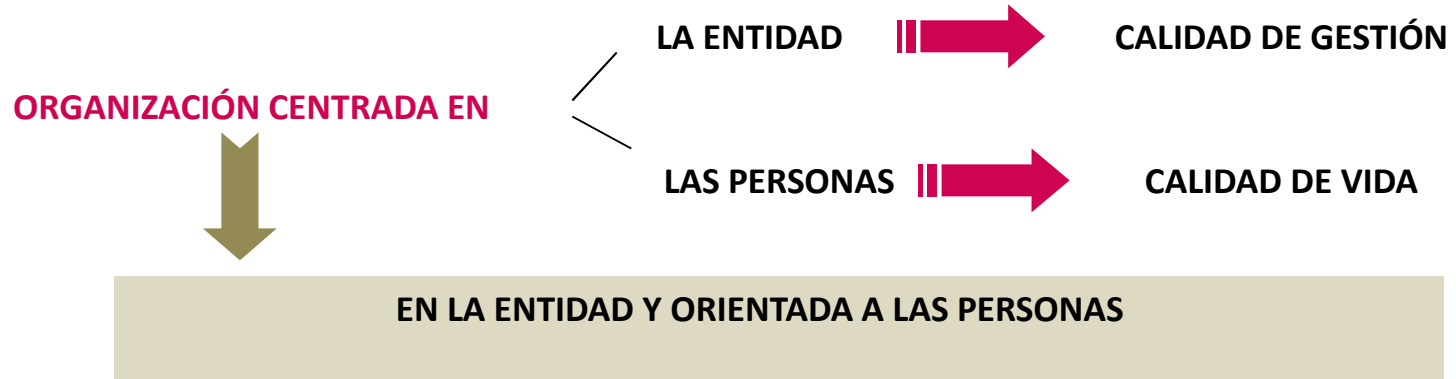 LA ENTIDAD
CALIDAD DE GESTIÓN
ORGANIZACIÓN CENTRADA EN
LAS PERSONAS
CALIDAD DE VIDA
EN LA ENTIDAD Y ORIENTADA A LAS PERSONAS